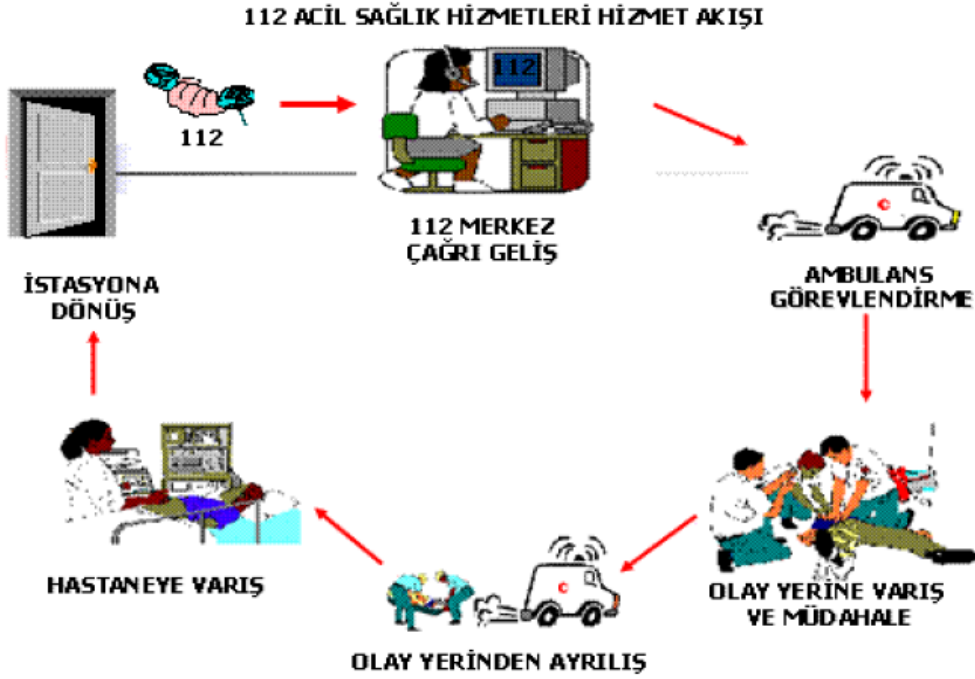 112 ACİL SAĞLIK HİZMETLERİ HİZMET AKIŞI
112
112
112 MERKEZ
ÇAĞRI GELİŞ
AMBULANS
GÖREVLENDİRME
OLAY YERİNE VARIŞ
VE MÜDAHALE
OLAY YERİNDEN AYRILIŞ
HASTANEYE VARIŞ
İSTASYONA
DÖNÜŞ